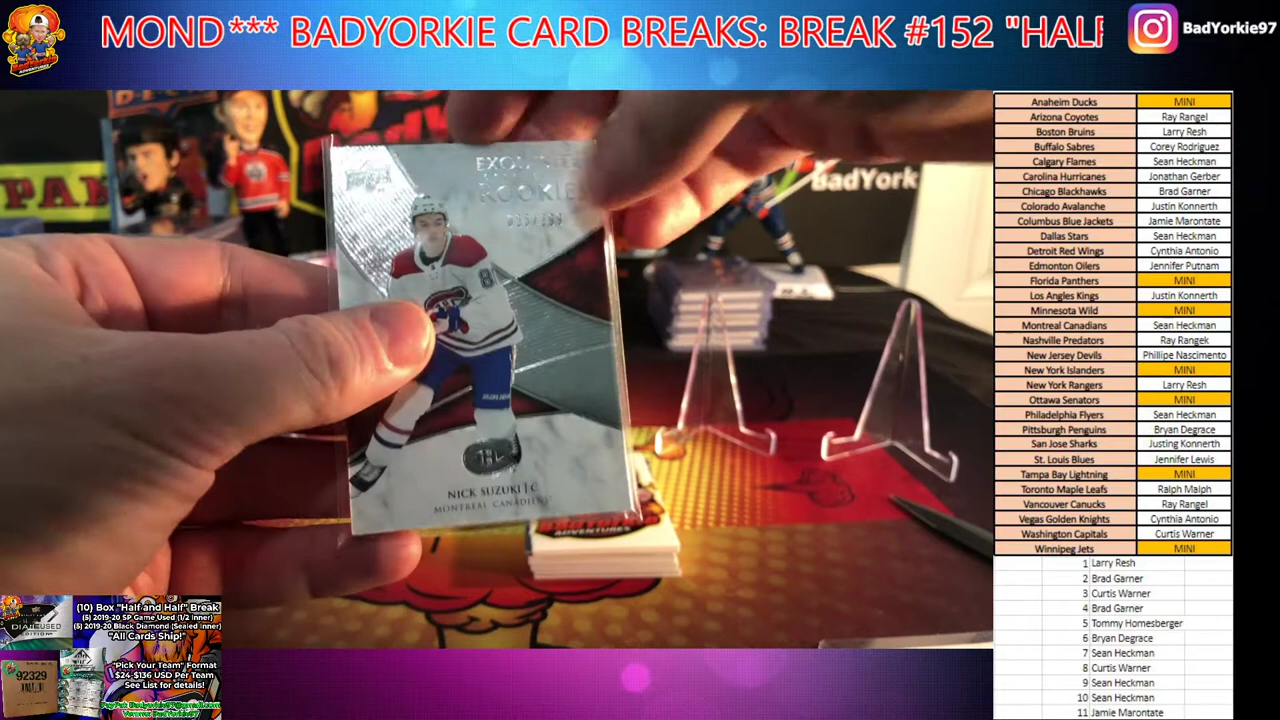 MOND*** BADYORKIE CARD BREAKS: BREAK #152 "HALF
BadYorkie97
BadYork
EXQUISITE
ROOKIES
NICK SUZUKI | C
MONTREAL CANADIENS
BADYORKIE
ADVENTURES
Anaheim Ducks MINI
Arizona Coyotes Ray Rangel
Boston Bruins Larry Resh
Buffalo Sabres Corey Rodriguez
Calgary Flames Sean Heckman
Carolina Hurricanes Jonathan Gerber
Chicago Blackhawks Brad Garner
Colorado Avalanche Justin Konnerth
Columbus Blue Jackets Jamie Marontate
Dallas Stars Sean Heckman
Detroit Red Wings Cynthia Antonio
Edmonton Oilers Jennifer Putnam
Florida Panthers MINI
Los Angeles Kings Justin Konnerth
Minnesota Wild MINI
Montreal Canadians Sean Heckman
Nashville Predators Ray Rangek
New Jersey Devils Phillipe Nascimento
New York Islanders MINI
New York Rangers Larry Resh
Ottawa Senators MINI
Philadelphia Flyers Sean Heckman
Pittsburgh Penguins Bryan Degrace
San Jose Sharks Justing Konnerth
St. Louis Blues Jennifer Lewis
Tampa Bay Lightning MINI
Toronto Maple Leafs Ralph Malph
Vancouver Canucks Ray Rangel
Vegas Golden Knights Cynthia Antonio
Washington Capitals Curtis Warner
Winnipeg Jets MINI
1 Larry Resh
2 Brad Garner
3 Curtis Warner
4 Brad Garner
5 Tommy Homesberger
6 Bryan Degrace
7 Sean Heckman
8 Curtis Warner
9 Sean Heckman
10 Sean Heckman
11 Jamie Marontate
(10) Box "Half and Half" Break
(5) 2019-20 SP Game Used (1/2 Inner)
(5) 2019-20 Black Diamond (Sealed Inner)
"All Cards Ship!"
"Pick Your Team" Format
$24-$136 USD Per Team
See List for details!
92329